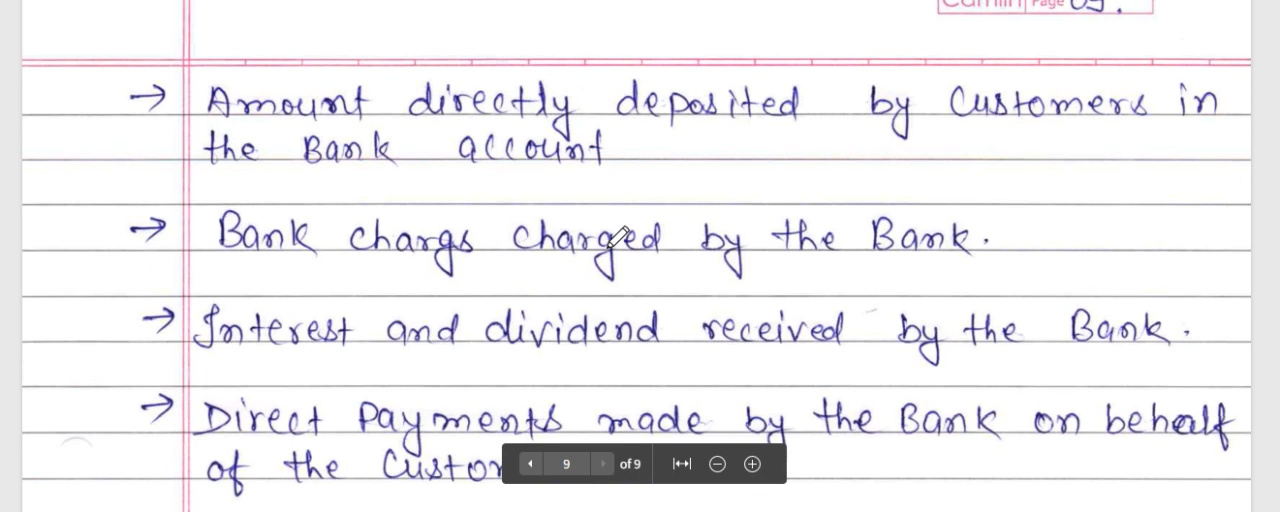 Camlin Page 09.
→ Amount directly deposited by Customers in
the Bank account
→ Bank chargs charged by the Bank.
→ Interest and dividend received by the Bank.
→ Direct Payments made by the Bank on behalf
of the
9 of 9